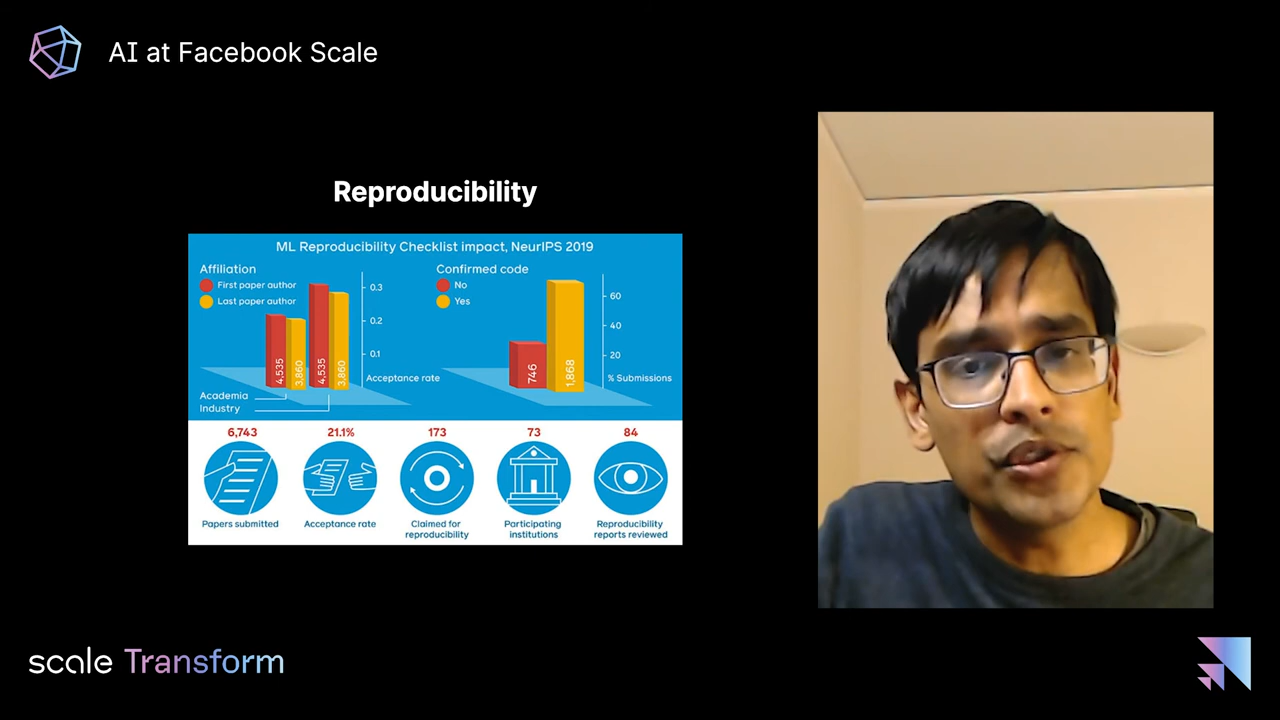 AI at Facebook Scale
Reproducibility
ML Reproducibility Checklist impact, NeurIPS 2019
Affiliation
First paper author
Last paper author
0.3
0.2
0.1
Acceptance rate
4,535
3,860
4,535
3,860
Academia
Industry
Confirmed code
No
Yes
60
40
20
% Submissions
746
1,868
6,743
Papers submitted
21.1%
Acceptance rate
173
Claimed for
reproducibility
73
Participating
institutions
84
Reproducibility
reports reviewed
scale Transform